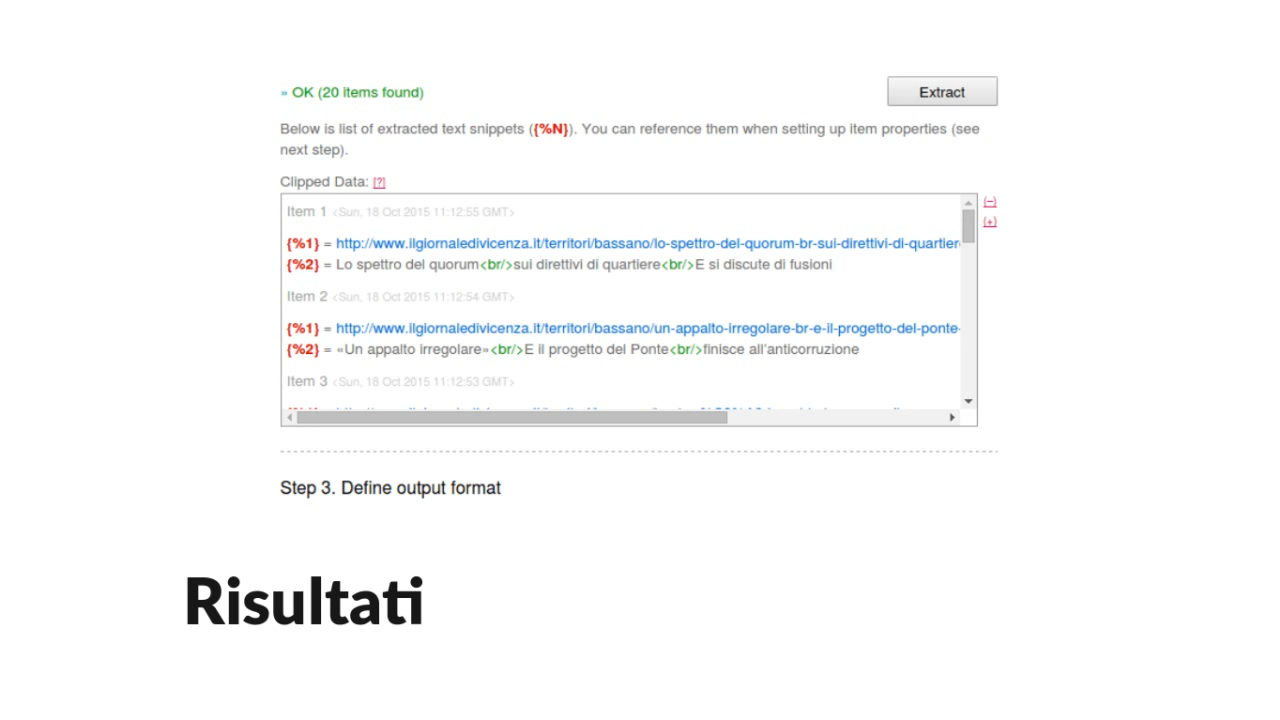 » OK (20 items found)
Extract
Below is list of extracted text snippets ({%N}). You can reference them when setting up item properties (see
next step).
Clipped Data: [?]
Item 1 <Sun, 18 Oct 2015 11:12:55 GMT>
(–)
(+)
{%1} = http://www.ilgiornaledivicenza.it/territori/bassano/lo-spettro-del-quorum-br-sui-direttivi-di-quartier
{%2} = Lo spettro del quorum<br/>sui direttivi di quartiere<br/>E si discute di fusioni
Item 2 <Sun, 18 Oct 2015 11:12:54 GMT>
{%1} = http://www.ilgiornaledivicenza.it/territori/bassano/un-appalto-irregolare-br-e-il-progetto-del-ponte-
{%2} = «Un appalto irregolare»<br/>E il progetto del Ponte<br/>finisce all'anticorruzione
Item 3 <Sun, 18 Oct 2015 11:12:53 GMT>
Step 3. Define output format
Risultati